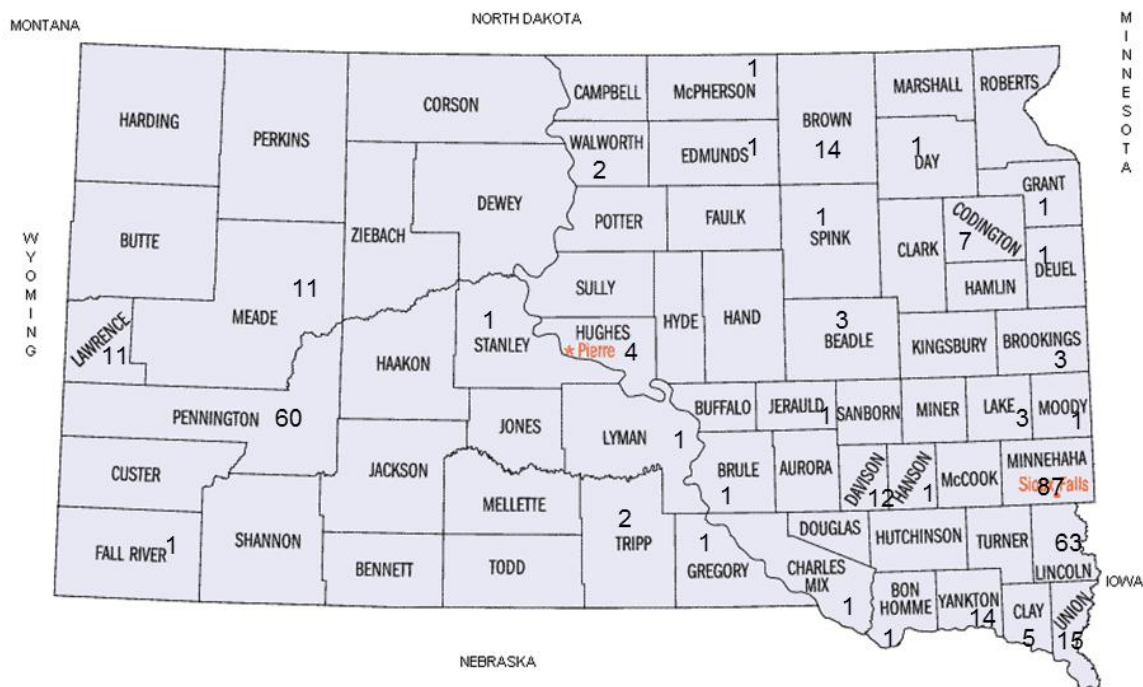 NORTH DAKOTA
MONTANA
MINNESOTA
HARDING
PERKINS
CORSON
CAMPBELL
1
McPHERSON
BROWN
14
MARSHALL
ROBERTS
WALWORTH
2
EDMUNDS 1
1
DAY
GRANT
1
BUTTE
ZIEBACH
DEWEY
POTTER
FAULK
1
SPINK
CLARK
CODINGTON
7
1
DEUEL
HAMLIN
WYOMING
LAWRENCE
11
11
MEADE
HAAKON
1
STANLEY
SULLY
HUGHES
* Pierre 4
HYDE
HAND
3
BEADLE
KINGSBURY
BROOKINGS
3
PENNINGTON 60
JONES
LYMAN 1
BUFFALO
JERAULD 1
SANBORN
MINER
LAKE
3
MOODY
1
CUSTER
JACKSON
MELLETTE
BRULE
1
AURORA
DAVISON
12
HANSON
1
McCOOK
MINNEHAHA
Sioux Falls
87
FALL RIVER 1
SHANNON
BENNETT
TODD
2
TRIPP
1
GREGORY
CHARLES
MIX
1
DOUGLAS
HUTCHINSON
TURNER
63
LINCOLN
BON
HOMME
1
YANKTON
14
CLAY
5
UNION
15
IOWA
NEBRASKA